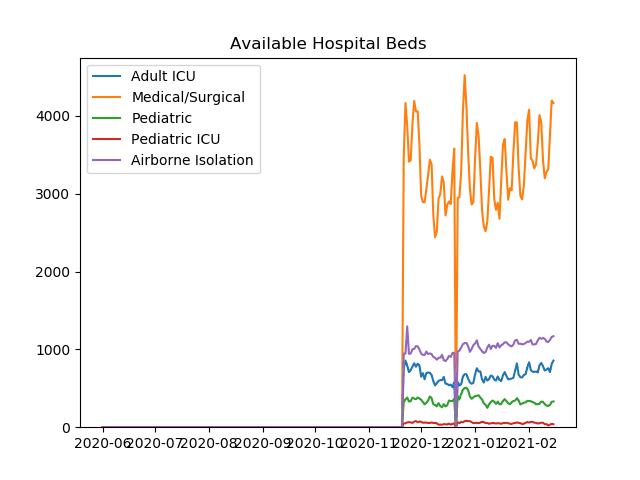 Available Hospital Beds
Adult ICU
Medical/Surgical
Pediatric
Pediatric ICU
Airborne Isolation
4000
3000
2000
1000
0
2020-06 2020-07 2020-08 2020-09 2020-10 2020-11 2020-12 2021-01 2021-02